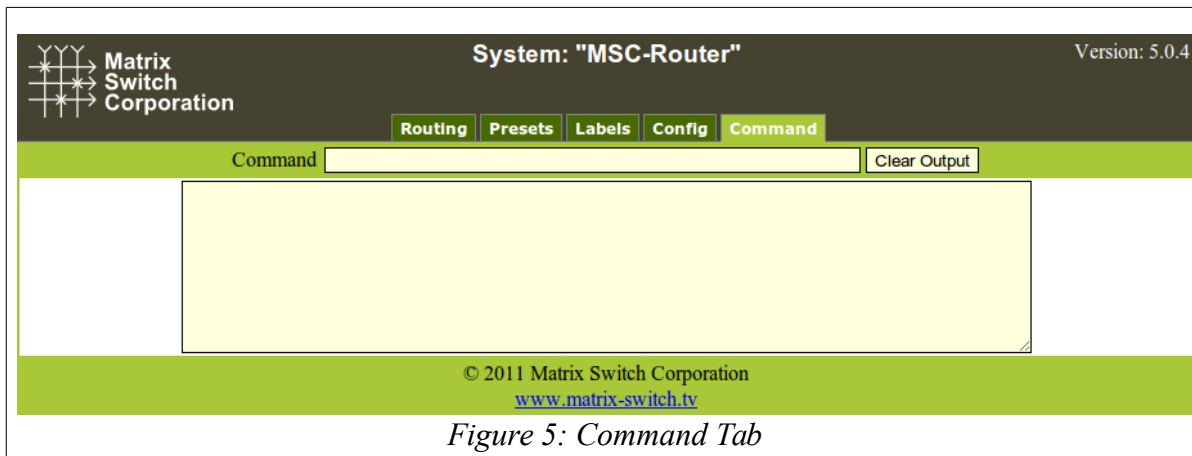 Matrix
Switch
Corporation
System: "MSC-Router"
Version: 5.0.4
Routing Presets Labels Config Command
Command Clear Output
© 2011 Matrix Switch Corporation
www.matrix-switch.tv
Figure 5: Command Tab